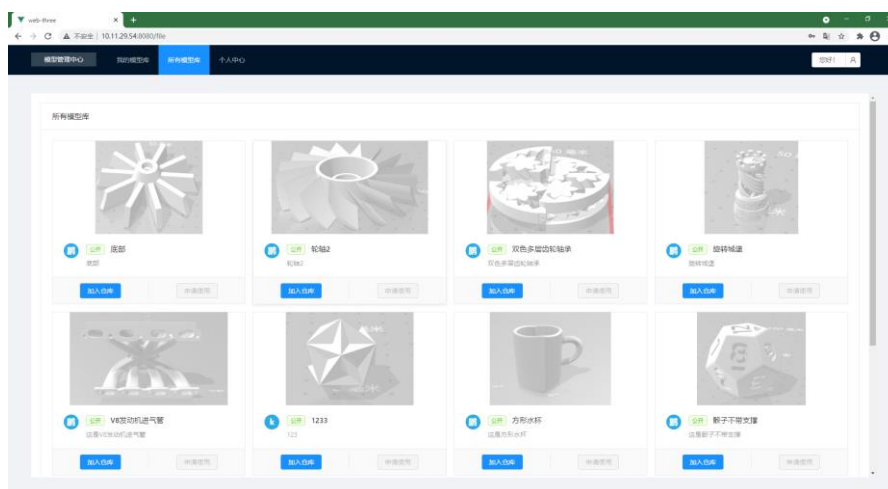 web-three
不安全 | 10.11.29.54:8080/file
模型管理中心 我的模型库 所有模型库 个人中心 您好!
所有模型库
公开 底部
底部
公开 轮轴2
轮轴2
公开 双色多层齿轮轴承
双色多层齿轮轴承
公开 旋转城堡
旋转城堡
加入仓库 申请使用 加入仓库 申请使用 加入仓库 申请使用 加入仓库 申请使用
公开 V8发动机进气管
这是V8发动机进气管
公开 1233
123
公开 方形水杯
这是方形水杯
公开 骰子不带支撑
这是骰子不带支撑
加入仓库 申请使用 加入仓库 申请使用 加入仓库 申请使用 加入仓库 申请使用